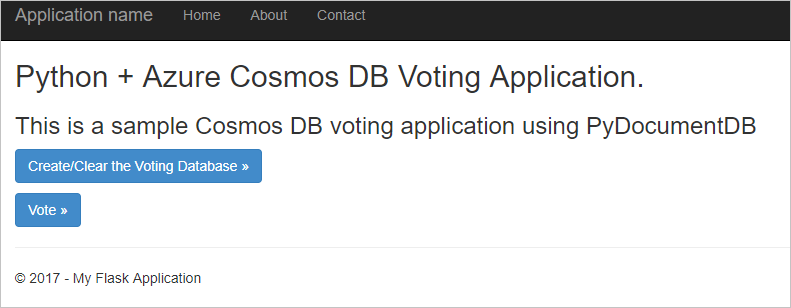 Application name Home About Contact
Python + Azure Cosmos DB Voting Application.
This is a sample Cosmos DB voting application using PyDocumentDB
Create/Clear the Voting Database »
Vote »
© 2017 - My Flask Application